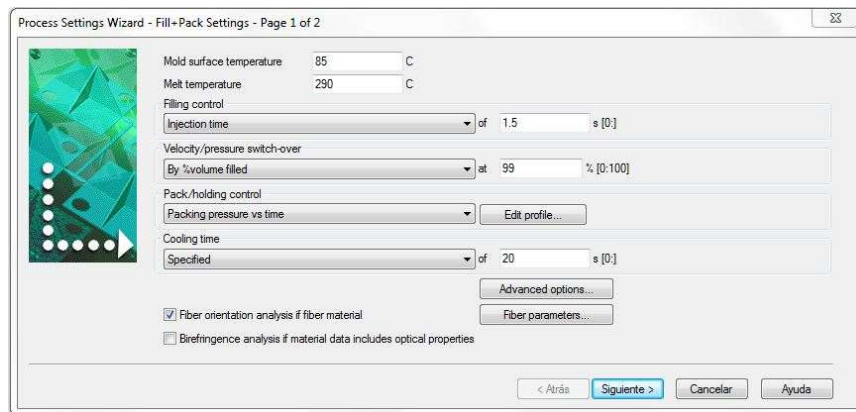 Process Settings Wizard - Fill+Pack Settings - Page 1 of 2
Mold surface temperature 85 C
Melt temperature 290 C
Filling control
Injection time of 1.5 s [0:]
Velocity/pressure switch-over
By %volume filled at 99 % [0:100]
Pack/holding control
Packing pressure vs time Edit profile...
Cooling time
Specified of 20 s [0:]
Advanced options...
Fiber orientation analysis if fiber material Fiber parameters...
Birefringence analysis if material data includes optical properties
< Atrás Siguiente > Cancelar Ayuda